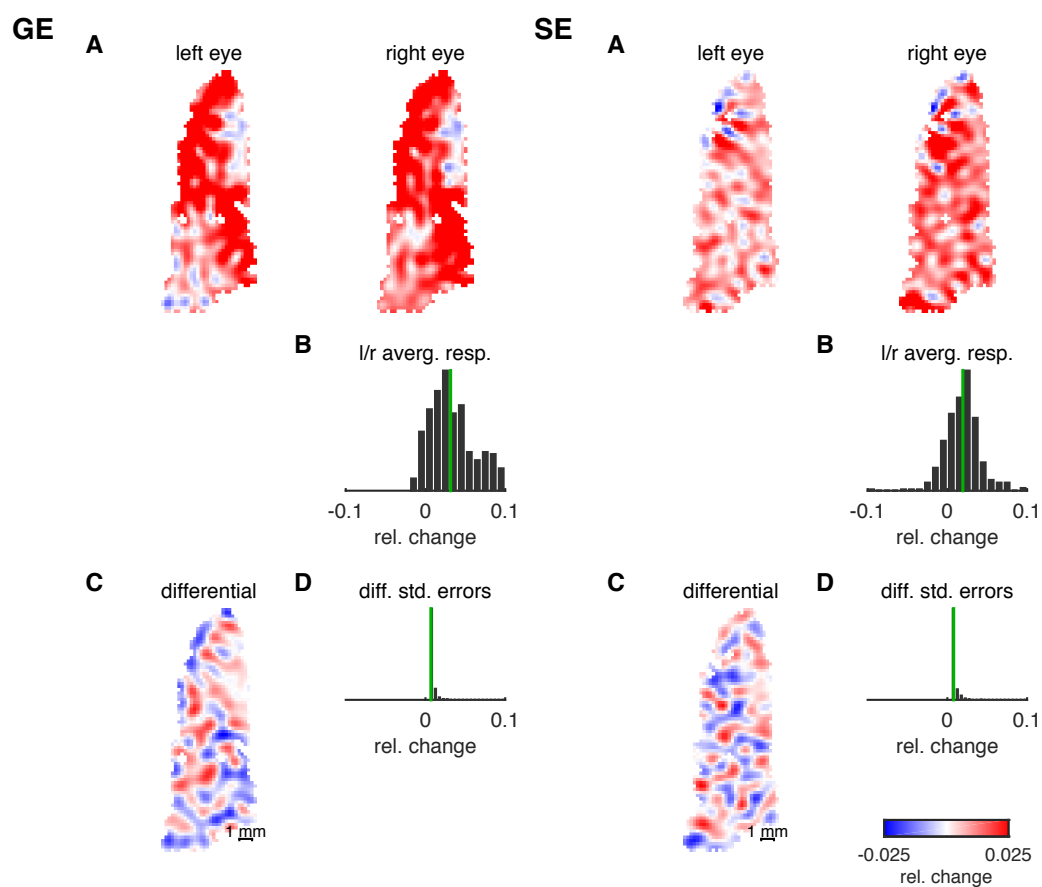 GE
A
left eye
right eye
B
l/r averg. resp.
-0.1 0 0.1
rel. change
C
differential
1 mm
D
diff. std. errors
0 0.1
rel. change
SE
A
left eye
right eye
B
l/r averg. resp.
-0.1 0 0.1
rel. change
C
differential
1 mm
D
diff. std. errors
0 0.1
rel. change
-0.025 0.025
rel. change